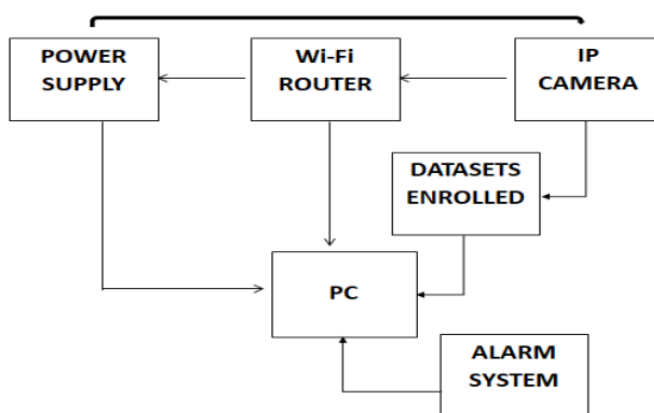 POWER
SUPPLY
Wi-Fi
ROUTER
IP
CAMERA
DATASETS
ENROLLED
PC
ALARM
SYSTEM